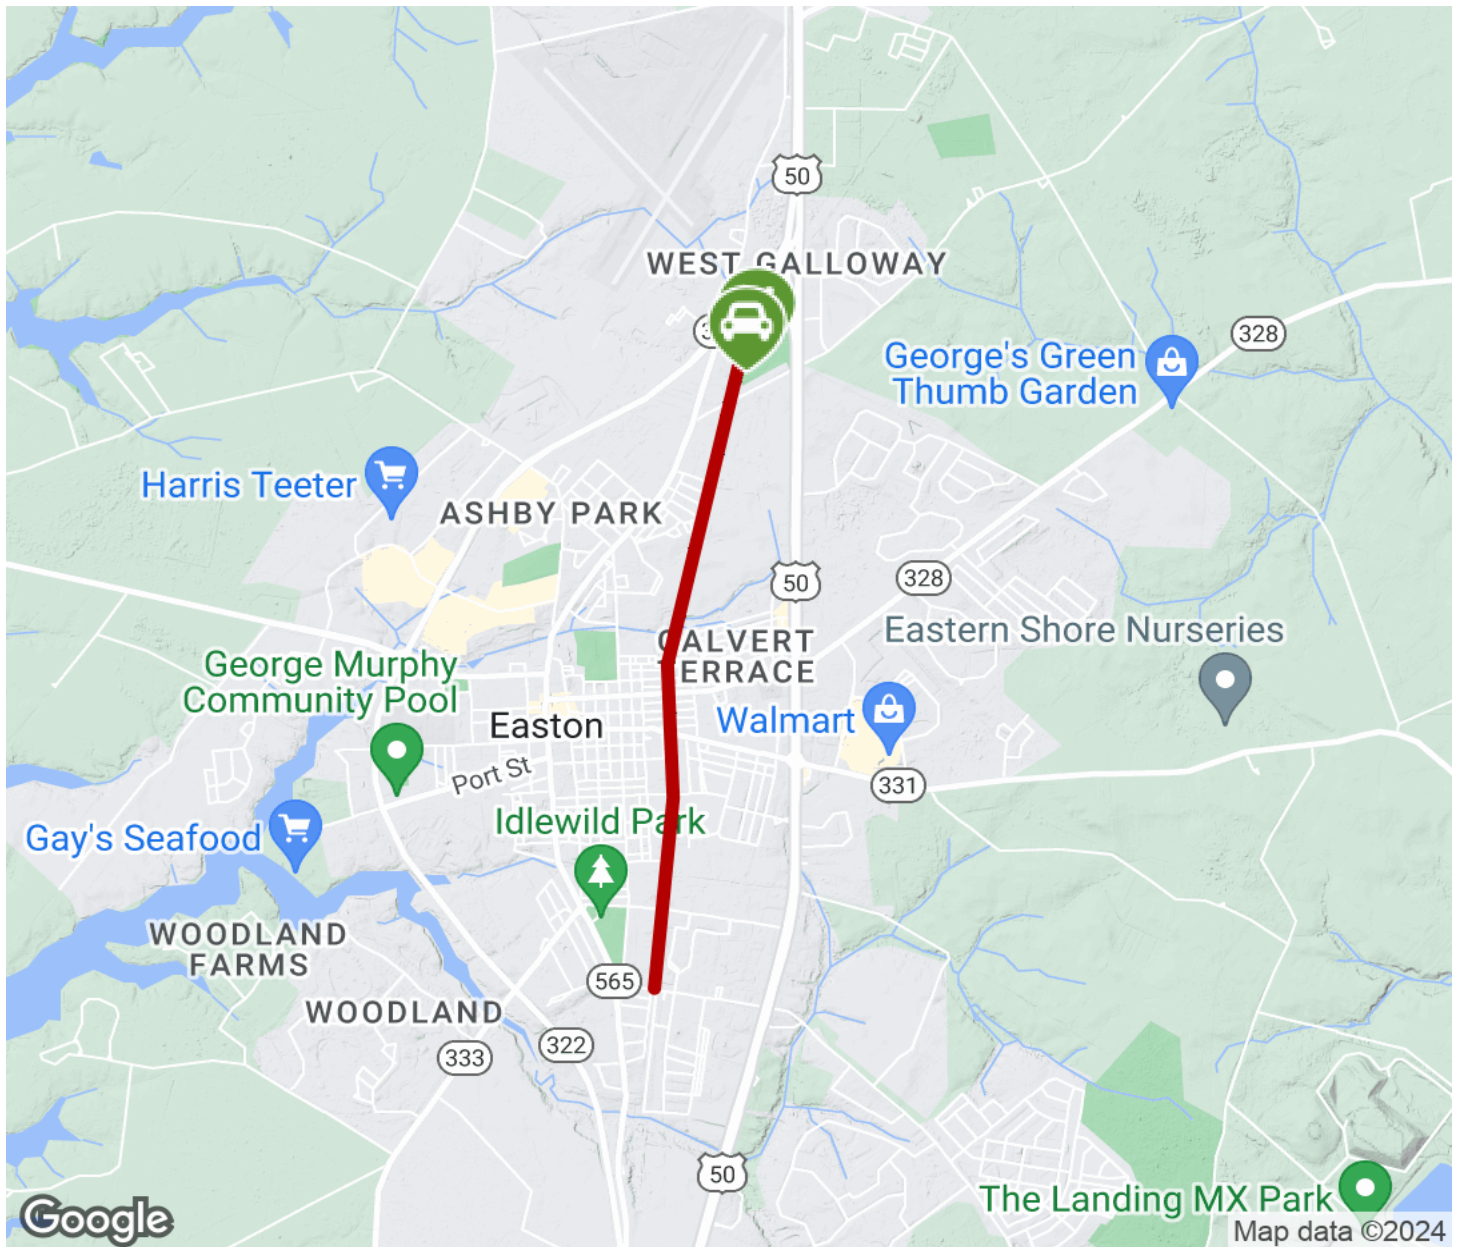 50
WEST GALLOWAY
328
George's Green
Thumb Garden
Harris Teeter
ASHBY PARK
50
328
Eastern Shore Nurseries
George Murphy
Community Pool
Easton
Walmart
331
Port St
Idlewild Park
Gay's Seafood
WOODLAND
FARMS
565
WOODLAND
322
333
50
The Landing MX Park
Google
Map data ©2024